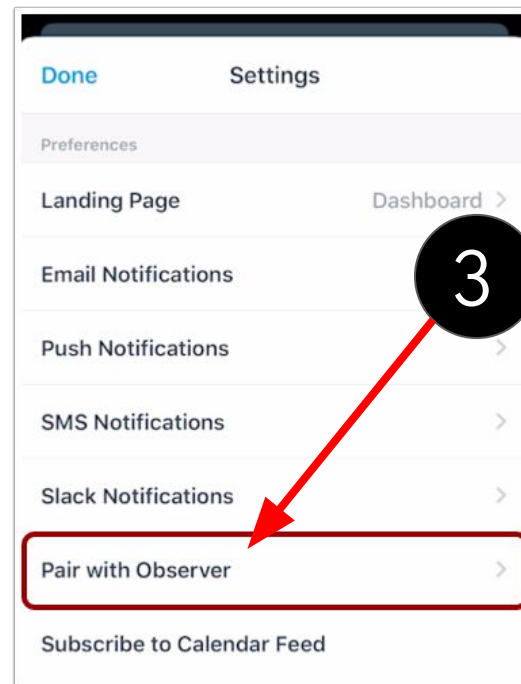 Done Settings
Preferences
Landing Page Dashboard
Email Notifications
3
Push Notifications
SMS Notifications
Slack Notifications
Pair with Observer
Subscribe to Calendar Feed